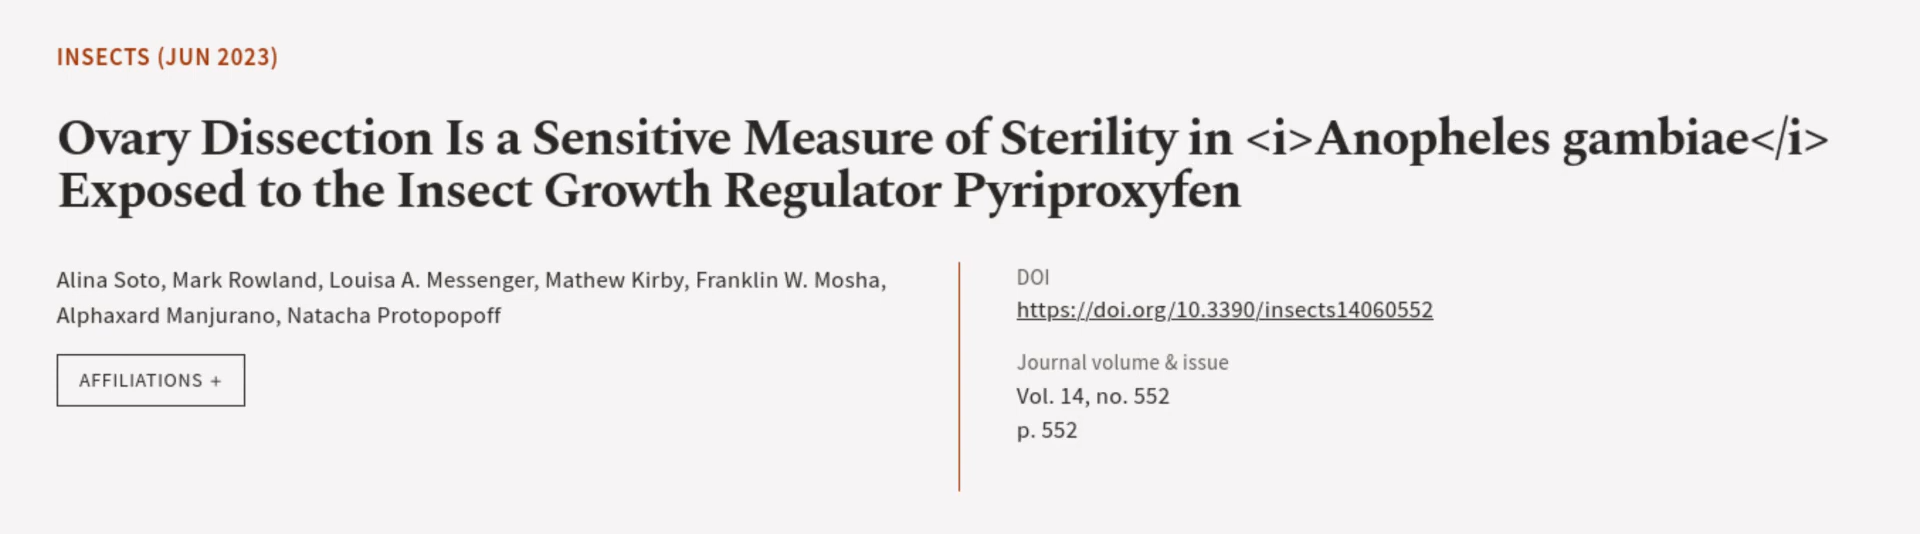 INSECTS (JUN 2023)
Ovary Dissection Is a Sensitive Measure of Sterility in <i>Anopheles gambiae</i>
Exposed to the Insect Growth Regulator Pyriproxyfen
Alina Soto, Mark Rowland, Louisa A. Messenger, Mathew Kirby, Franklin W. Mosha,
Alphaxard Manjurano, Natacha Protopopoff
AFFILIATIONS +
DOI
https://doi.org/10.3390/insects14060552
Journal volume & issue
Vol. 14, no. 552
p. 552